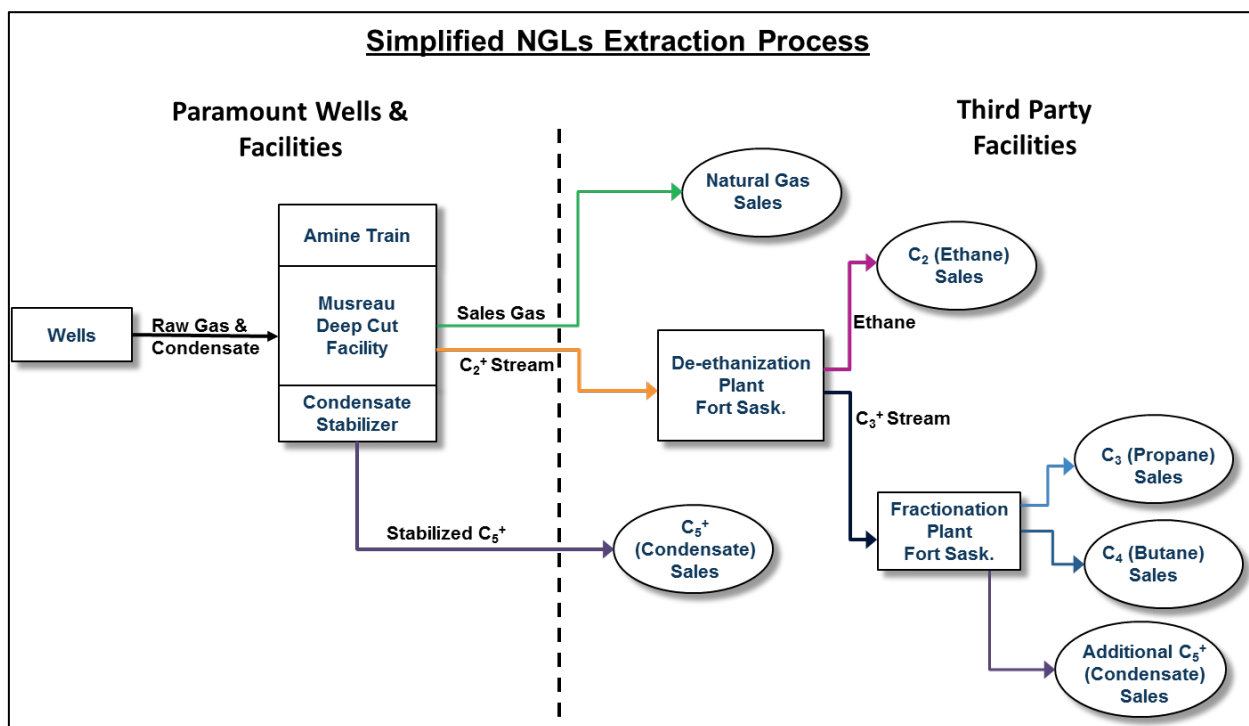 Simplified NGLs Extraction Process
Paramount Wells &
Facilities
Third Party
Facilities
Wells
Raw Gas &
Condensate
Amine Train
Musreau
Deep Cut
Facility
Condensate
Stabilizer
Sales Gas
C₂⁺ Stream
Stabilized C₅⁺
Natural Gas
Sales
De-ethanization
Plant
Fort Sask.
C₅⁺
(Condensate)
Sales
Ethane
C₃⁺ Stream
C₂ (Ethane)
Sales
Fractionation
Plant
Fort Sask.
C₃ (Propane)
Sales
C₄ (Butane)
Sales
Additional C₅⁺
(Condensate)
Sales